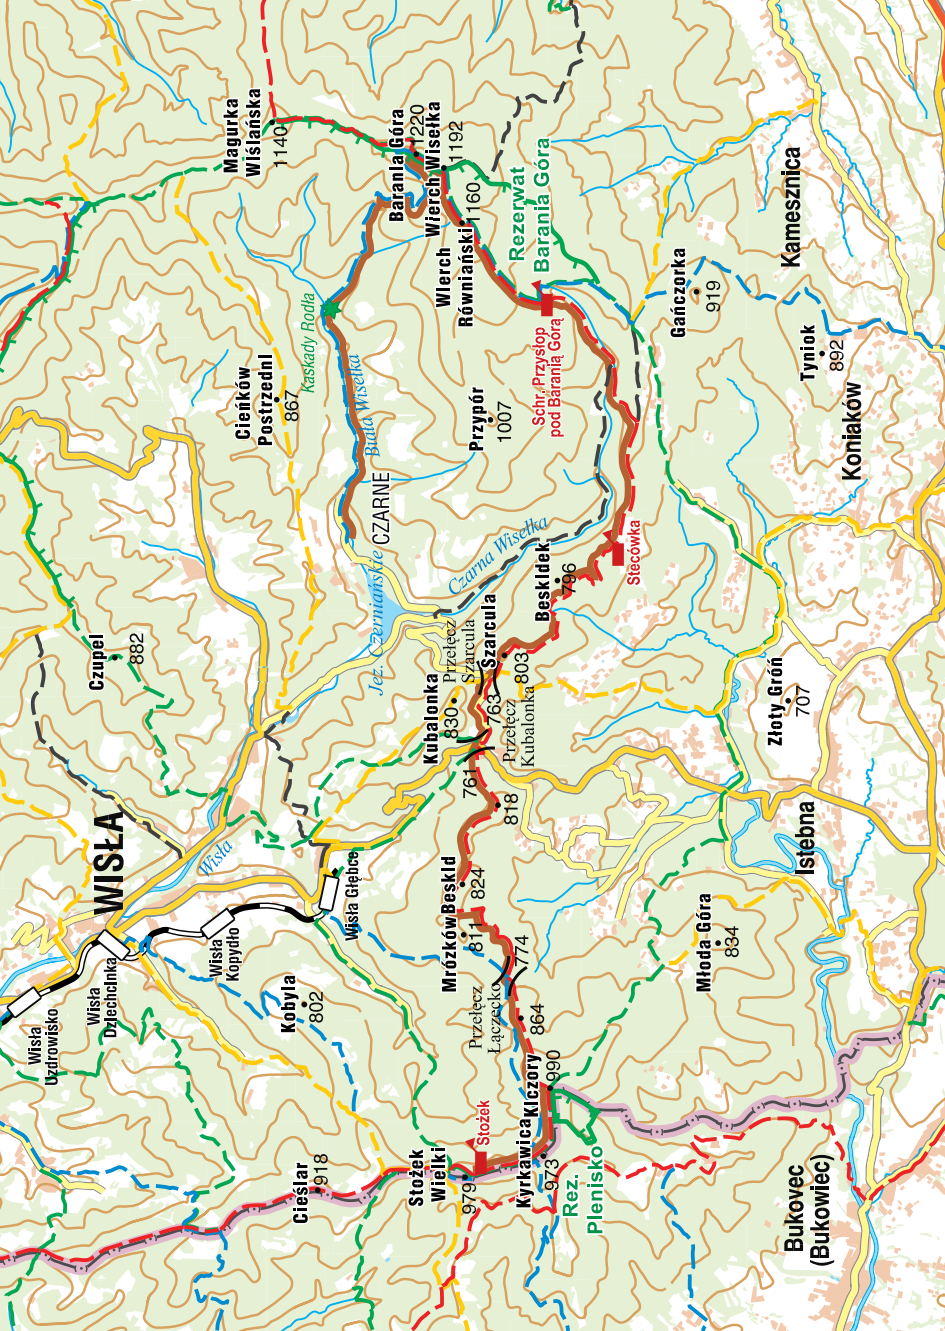 Magurka
Wiślańska
1140
Barania Góra
1220
Wierch Wisełka
1192
1160
Wierch
Równiański
Rezerwat
Barania Góra
Kamesznica
Gańczorka
919
Tyniok
892
Koniaków
Kaskady Rodła
Cieńków
Postrzedni
867
Biała Wisełka
Przypór
1007
Schr. Przysłop
pod Baranią Górą
CZARNE
Jez. Czerniańskie
Czarna Wisełka
Stecówka
Beskidek
796
Czupel
882
Przełęcz
Szarcula
Szarcula
803
Kubalonka
830
763
Przełęcz
Kubalonka
761
818
Złoty Groń
707
Istebna
WISŁA
Wisła
Wisła Głębce
Wisła
Kopydło
Wisła
Dziechcinka
Wisła
Uzdrowisko
Beskid
824
Mrózków
811
774
Przełęcz
Łączecko
864
Młoda Góra
834
Kobyla
802
Kiczory
990
Kyrkawica
973
Stożek
Stożek
Wielki
979
Cieślar
918
Rez.
Plenisko
Bukovec
(Bukowiec)